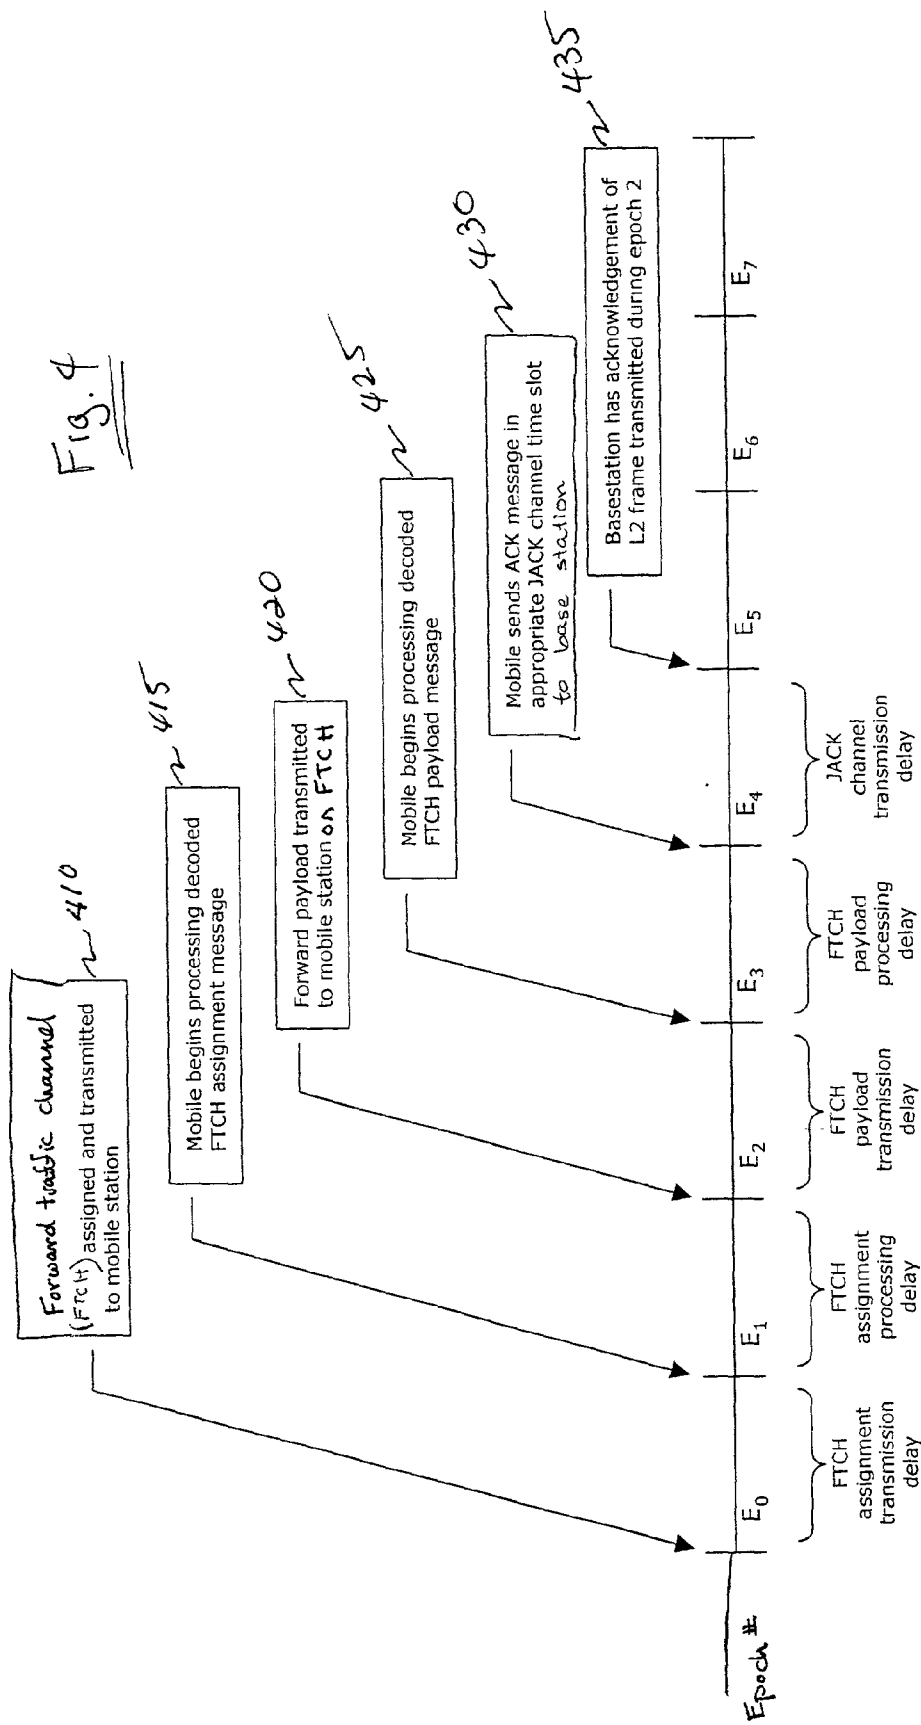 Fig. 4
Forward traffic channel
(FTCH) assigned and transmitted
to mobile station
410
Mobile begins processing decoded
FTCH assignment message
415
Forward payload transmitted
to mobile station on FTCH
420
Mobile begins processing decoded
FTCH payload message
425
Mobile sends ACK message in
appropriate JACK channel time slot
to base station
430
Basestation has acknowledgement of
L2 frame transmitted during epoch 2
435
Epoch #
E0
E1
E2
E3
E4
E5
E6
E7
FTCH
assignment
transmission
delay
FTCH
assignment
processing
delay
FTCH
payload
transmission
delay
FTCH
payload
processing
delay
JACK
channel
transmission
delay